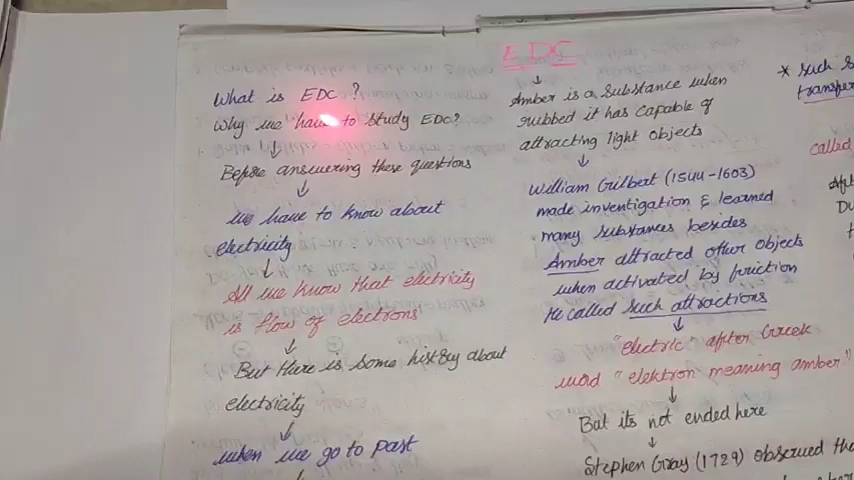 EDC
What is EDC ?
Why we have to study EDC?
Before answering these questions
we have to know about
electricity
All we know that electricity
is flow of electrons
But there is some history about
electricity
when we go to past
Amber is a substance when
rubbed it has capable of
attracting light objects
William Gilbert (1544-1603)
made investigation & learned
many substances besides
Amber attracted other objects
when activated by friction
He called such attractions
"electric" after Greek
word "elektron meaning amber"
But its not ended here
Stephen Gray (1729) observed tha
* such s
transfer
called